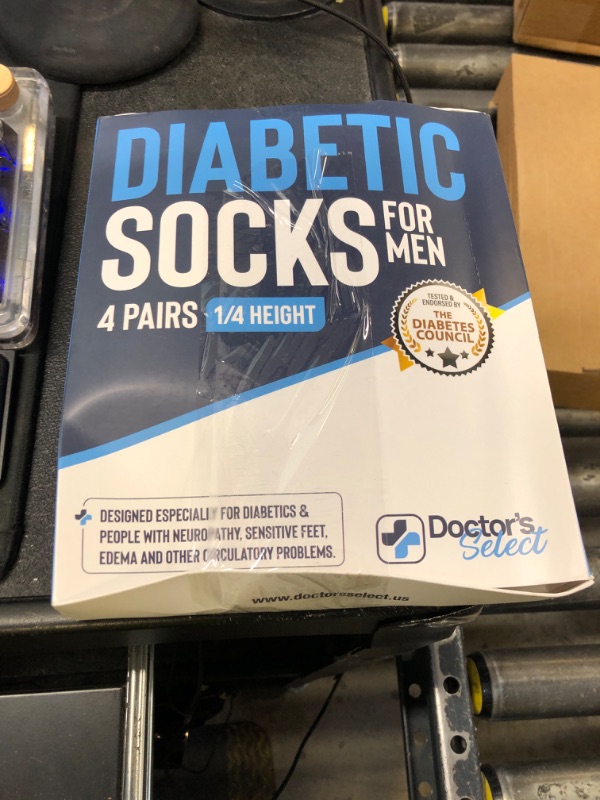 DIABETIC
SOCKS FOR MEN
4 PAIRS 1/4 HEIGHT
TESTED &
ENDORSED BY
THE
DIABETES
COUNCIL
DESIGNED ESPECIALLY FOR DIABETICS &
PEOPLE WITH NEUROPATHY, SENSITIVE FEET,
EDEMA AND OTHER CIRCULATORY PROBLEMS.
Doctor's
Select
www.doctorsselect.us